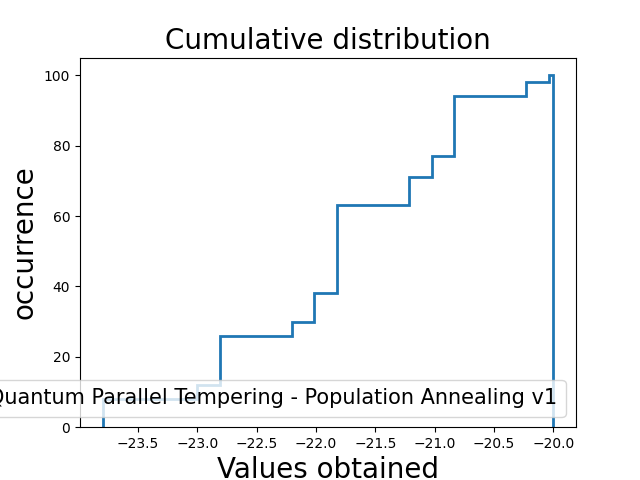 Cumulative distribution
occurrence
100
80
60
40
20
0
Quantum Parallel Tempering - Population Annealing v1
−23.5 −23.0 −22.5 −22.0 −21.5 −21.0 −20.5 −20.0
Values obtained